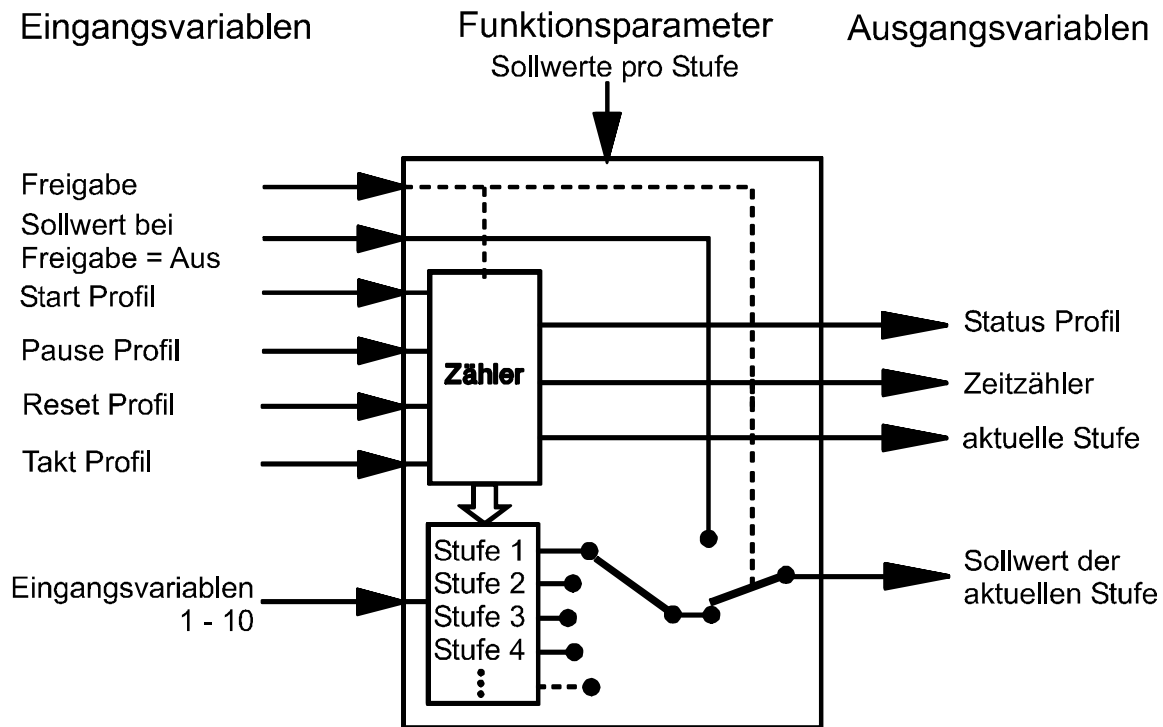 Eingangsvariablen
Funktionsparameter
Sollwerte pro Stufe
Ausgangsvariablen
Freigabe
Sollwert bei
Freigabe = Aus
Start Profil
Pause Profil
Reset Profil
Takt Profil
Zähler
Status Profil
Zeitzähler
aktuelle Stufe
Eingangsvariablen
1 - 10
Stufe 1
Stufe 2
Stufe 3
Stufe 4
Sollwert der
aktuellen Stufe